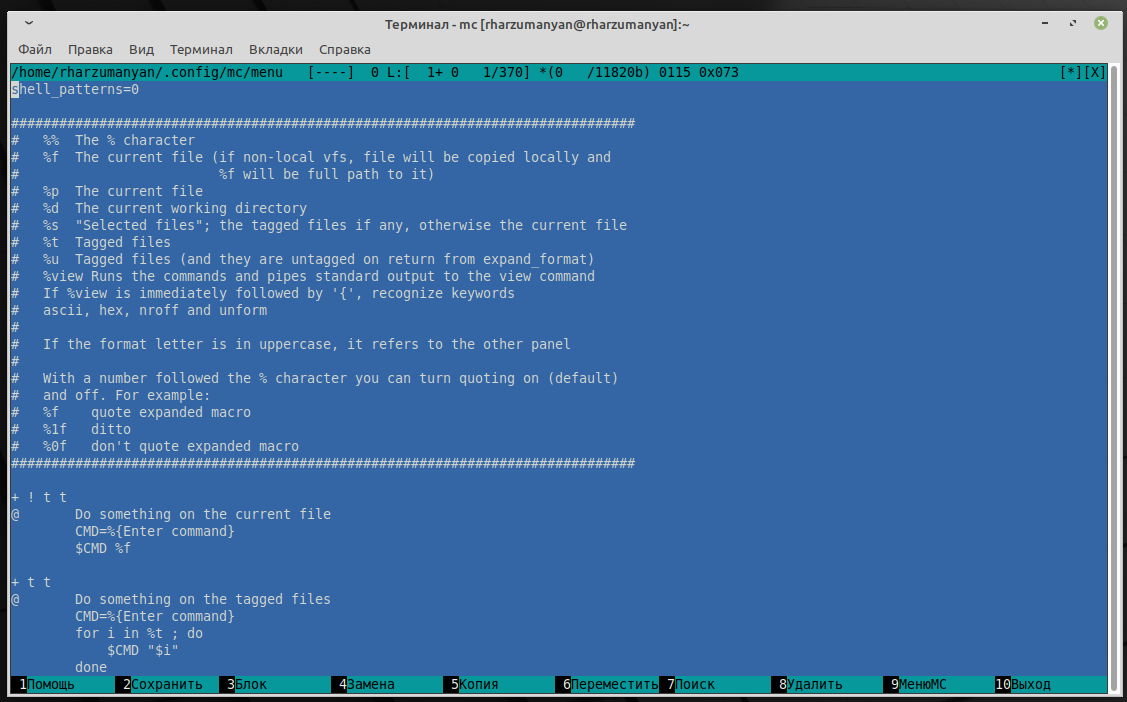 Терминал - mc [rharzumanyan@rharzumanyan]:~
Файл Правка Вид Терминал Вкладки Справка
/home/rharzumanyan/.config/mc/menu   [----]  0 L:[  1+ 0   1/370] *(0   /11820b) 0115 0x073 [*][X]
shell_patterns=0
##############################################################################
#   %%  The % character
#   %f  The current file (if non-local vfs, file will be copied locally and
#                         %f will be full path to it)
#   %p  The current file
#   %d  The current working directory
#   %s  "Selected files"; the tagged files if any, otherwise the current file
#   %t  Tagged files
#   %u  Tagged files (and they are untagged on return from expand_format)
#   %view Runs the commands and pipes standard output to the view command
#   If %view is immediately followed by '{', recognize keywords
#   ascii, hex, nroff and unform
#
#   If the format letter is in uppercase, it refers to the other panel
#
#   With a number followed the % character you can turn quoting on (default)
#   and off. For example:
#   %f    quote expanded macro
#   %1f   ditto
#   %0f   don't quote expanded macro
##############################################################################
+ ! t t
@       Do something on the current file
        CMD=%{Enter command}
        $CMD %f
+ t t
@       Do something on the tagged files
        CMD=%{Enter command}
        for i in %t ; do
            $CMD "$i"
        done
1Помощь 2Сохранить 3Блок 4Замена 5Копия 6Переместить 7Поиск 8Удалить 9МенюМС 10Выход